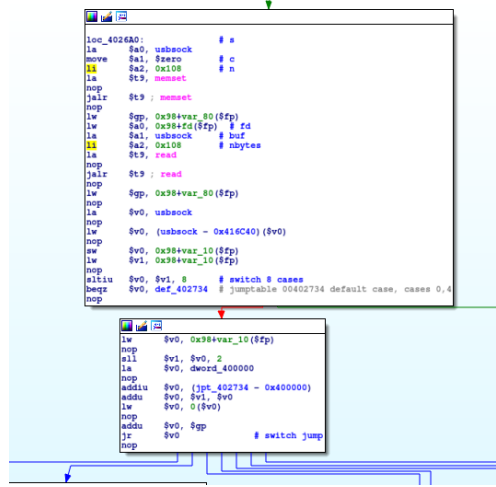 loc_4026A0: # s
la $a0, usbsock
move $a1, $zero # c
li $a2, 0x108 # n
la $t9, memset
nop
jalr $t9 ; memset
nop
lw $gp, 0x98+var_80($fp)
lw $a0, 0x98+fd($fp) # fd
la $a1, usbsock # buf
li $a2, 0x108 # nbytes
la $t9, read
nop
jalr $t9 ; read
nop
lw $gp, 0x98+var_80($fp)
nop
la $v0, usbsock
nop
lw $v0, (usbsock - 0x416C40)($v0)
nop
sw $v0, 0x98+var_10($fp)
lw $v1, 0x98+var_10($fp)
nop
sltiu $v0, $v1, 8 # switch 8 cases
beqz $v0, def_402734 # jumptable 00402734 default case, cases 0,4
nop
lw $v0, 0x98+var_10($fp)
nop
sll $v1, $v0, 2
la $v0, dword_400000
nop
addiu $v0, (jpt_402734 - 0x400000)
addu $v0, $v1, $v0
lw $v0, 0($v0)
nop
addu $v0, $gp
jr $v0 # switch jump
nop